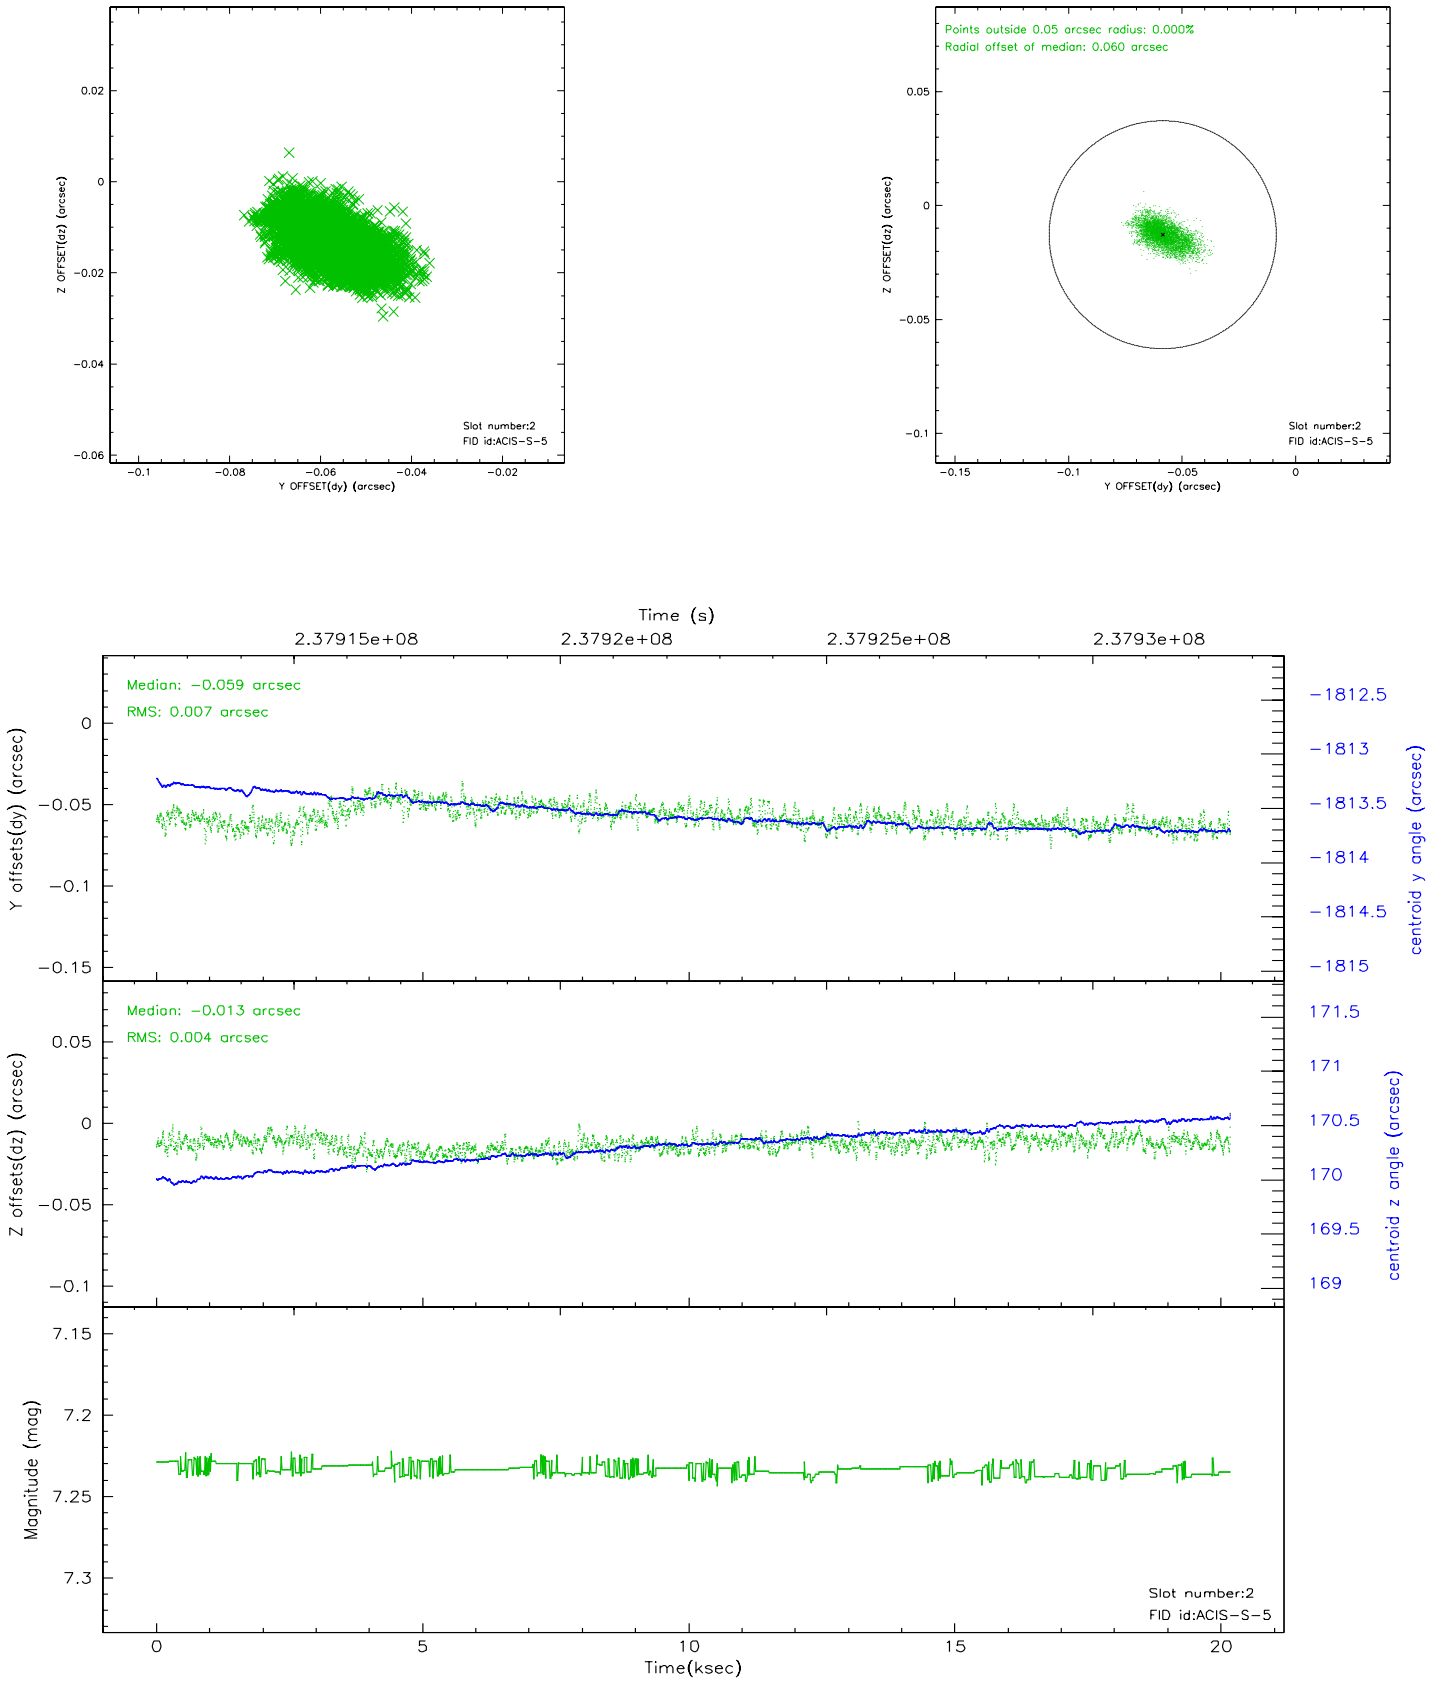 0.02
0
-0.02
-0.04
-0.06
-0.1
-0.08
-0.06
-0.04
-0.02
Z OFFSET(dz) (arcsec)
Y OFFSET(dy) (arcsec)
Slot number:2
FID id:ACIS-S-5
Points outside 0.05 arcsec radius: 0.000%
Radial offset of median: 0.060 arcsec
0.05
0
-0.05
-0.1
-0.15
-0.1
-0.05
0
Z OFFSET(dz) (arcsec)
Y OFFSET(dy) (arcsec)
Slot number:2
FID id:ACIS-S-5
Time (s)
2.37915e+08
2.3792e+08
2.37925e+08
2.3793e+08
Median: -0.059 arcsec
RMS: 0.007 arcsec
0
-0.05
-0.1
-0.15
Y offsets(dy) (arcsec)
-1812.5
-1813
-1813.5
-1814
-1814.5
-1815
centroid y angle (arcsec)
Median: -0.013 arcsec
RMS: 0.004 arcsec
0.05
0
-0.05
-0.1
Z offsets(dz) (arcsec)
171.5
171
170.5
170
169.5
169
centroid z angle (arcsec)
7.15
7.2
7.25
7.3
Magnitude (mag)
Slot number:2
FID id:ACIS-S-5
0
5
10
15
20
Time(ksec)